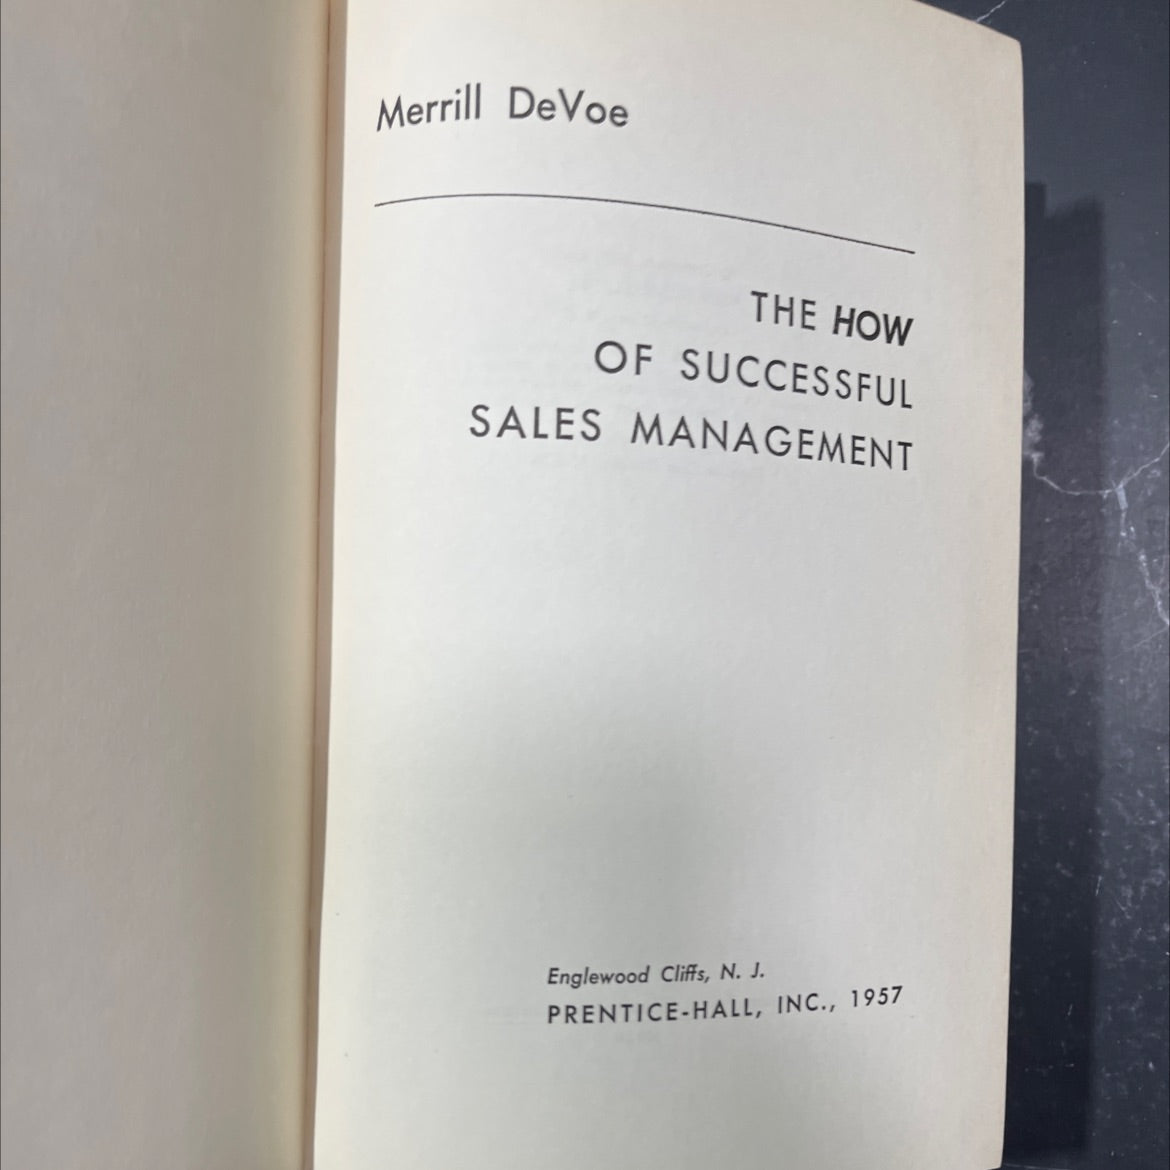 Merrill DeVoe
THE HOW
OF SUCCESSFUL
SALES MANAGEMENT
Englewood Cliffs, N. J.
PRENTICE-HALL, INC., 1957